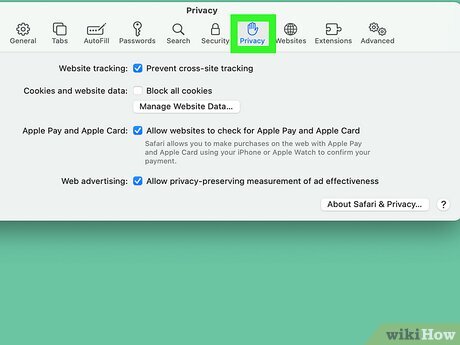 Privacy
General Tabs AutoFill Passwords Search Security Privacy Websites Extensions Advanced
Website tracking: Prevent cross-site tracking
Cookies and website data: Block all cookies
Manage Website Data...
Apple Pay and Apple Card: Allow websites to check for Apple Pay and Apple Card
Safari allows you to make purchases on the web with Apple Pay
and Apple Card using your iPhone or Apple Watch to confirm your
payment.
Web advertising: Allow privacy-preserving measurement of ad effectiveness
About Safari & Privacy... ?
wikiHow